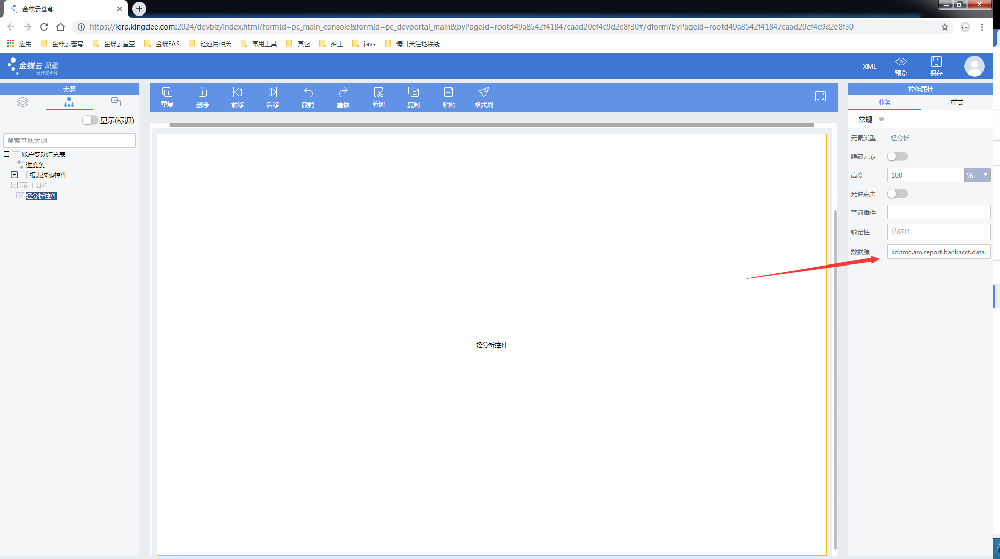 金蝶云苍穹
https://ierp.kingdee.com:2024/devbiz/index.html?formId=pc_main_console&formId=pc_devportal_main&byPageId=rootd49a8542f41847caad20ef4c9d2e8f30#/dform?byPageId=rootd49a8542f41847caad20ef4c9d2e8f30
应用 金蝶云苍穹 金蝶云星空 金蝶EAS 轻应用相关 常用工具 其它 护士 java 每日关注地铁线
金蝶云 凤凰
云开发平台
XML 预览 保存
大纲
显示(标识)
搜索查找大纲
账户变动汇总表
进度条
报表过滤控件
工具栏
轻分析控件
重复 删除 前移 后移 撤销 重做 剪切 复制 粘贴 格式刷
轻分析控件
控件属性
业务 样式
常规
元素类型 轻分析
隐藏元素
高度 100 %
允许点击
查询插件
锁定性 请选择
数据源 kd.tmc.am.report.bankacct.data.